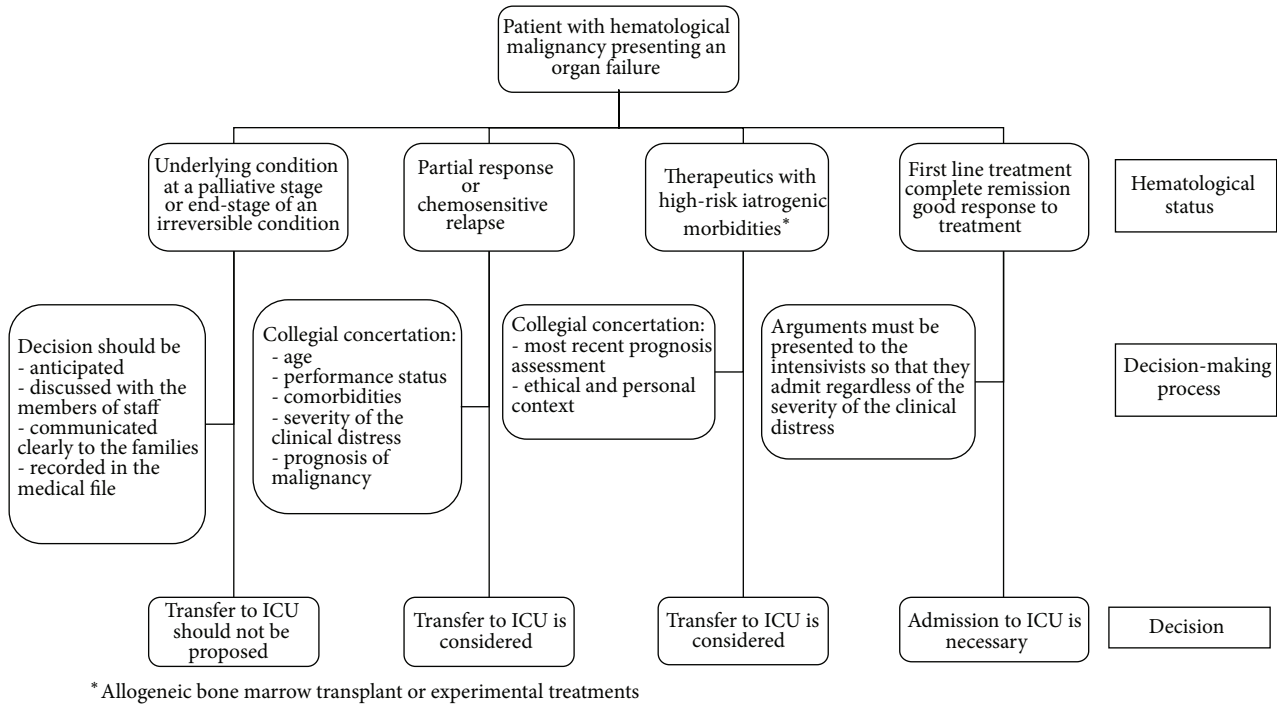 Patient with hematological
malignancy presenting an
organ failure
Underlying condition
at a palliative stage
or end-stage of an
irreversible condition
Partial response
or
chemosensitive
relapse
Therapeutics with
high-risk iatrogenic
morbidities*
First line treatment
complete remission
good response to
treatment
Hematological
status
Decision should be
- anticipated
- discussed with the
members of staff
- communicated
clearly to the families
- recorded in the
medical file
Collegial concertation:
- age
- performance status
- comorbidities
- severity of the
clinical distress
- prognosis of
malignancy
Collegial concertation:
- most recent prognosis
assessment
- ethical and personal
context
Arguments must be
presented to the
intensivists so that they
admit regardless of the
severity of the clinical
distress
Decision-making
process
Transfer to ICU
should not be
proposed
Transfer to ICU is
considered
Transfer to ICU is
considered
Admission to ICU is
necessary
Decision
* Allogeneic bone marrow transplant or experimental treatments